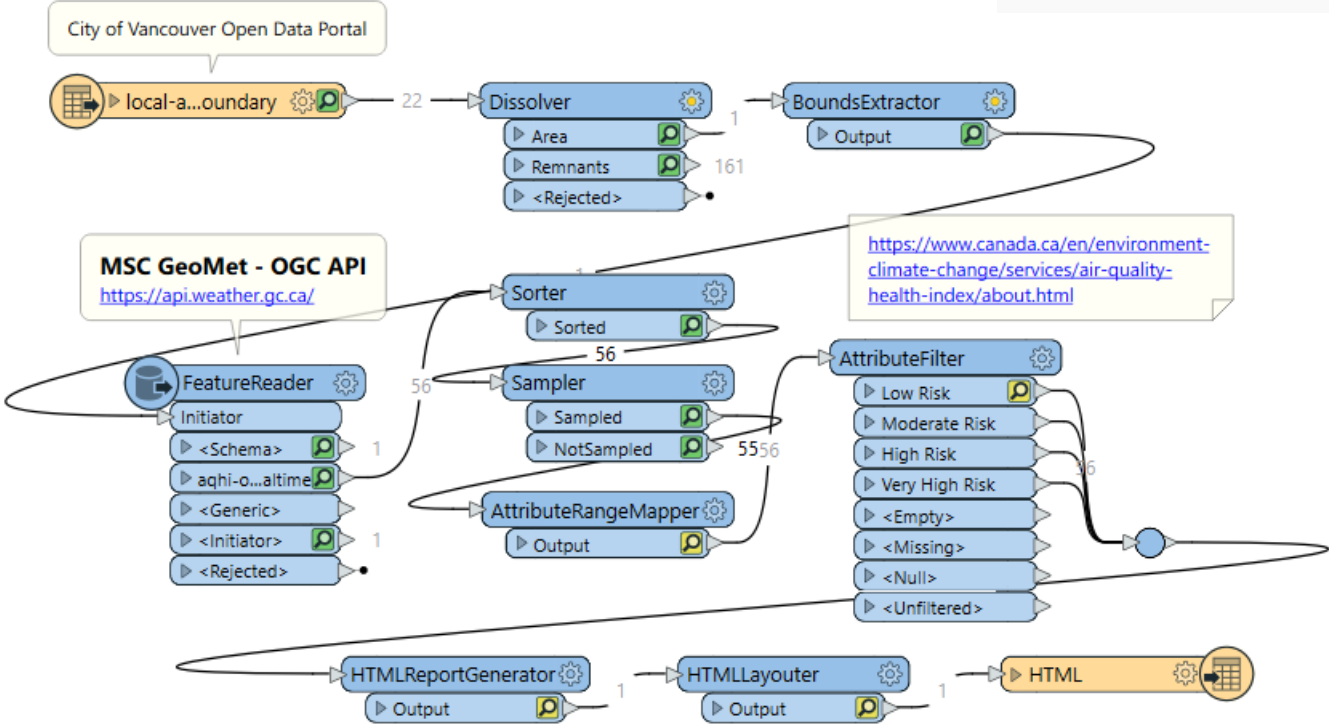 City of Vancouver Open Data Portal
local-a...oundary
22
Dissolver
1
BoundsExtractor
Area
Output
Remnants
161
<Rejected>
https://www.canada.ca/en/environment-
climate-change/services/air-quality-
health-index/about.html
MSC GeoMet - OGC API
https://api.weather.gc.ca/
1
Sorter
Sorted
56
FeatureReader
Initiator
<Schema>
1
aqhi-o...altime
<Generic>
<Initiator>
1
<Rejected>
56
Sampler
Sampled
NotSampled
55
56
AttributeRangeMapper
Output
AttributeFilter
Low Risk
Moderate Risk
High Risk
Very High Risk
<Empty>
<Missing>
<Null>
<Unfiltered>
HTMLReportGenerator
Output
1
HTMLLayouter
Output
1
HTML